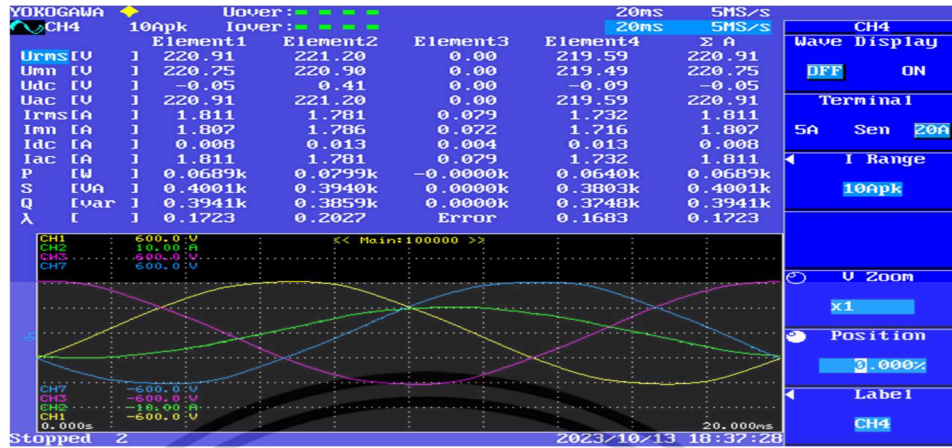 YOKOGAWA Uover: 20ms 5MS/s
CH4 10Apk Iover: 20ms 5MS/s CH4
Element1 Element2 Element3 Element4 Σ A
Urms[V ] 220.91 221.20 0.00 219.59 220.91
Umn [V ] 220.75 220.90 0.00 219.49 220.75
Udc [V ] -0.05 0.41 0.00 -0.09 -0.05
Uac [V ] 220.91 221.20 0.00 219.59 220.91
Irms[A ] 1.811 1.781 0.079 1.732 1.811
Imn [A ] 1.807 1.786 0.072 1.716 1.807
Idc [A ] 0.008 0.013 0.004 0.013 0.008
Iac [A ] 1.811 1.781 0.079 1.732 1.811
P [W ] 0.0689k 0.0799k -0.0000k 0.0640k 0.0689k
S [VA ] 0.4001k 0.3940k 0.0000k 0.3803k 0.4001k
Q [var ] 0.3941k 0.3859k 0.0000k 0.3748k 0.3941k
λ [ ] 0.1723 0.2027 Error 0.1683 0.1723
Wave Display
OFF ON
Terminal
5A Sen 20A
I Range
10Apk
V Zoom
x1
Position
0.000%
Label
CH4
CH1 600.0 V << Main:100000 >>
CH2 10.00 A
CH3 600.0 V
CH7 600.0 V
CH7 -600.0 V
CH3 -600.0 V
CH2 -10.00 A
CH1 -600.0 V
0.000s 20.000ms
Stopped 2 2023/10/13 18:37:28